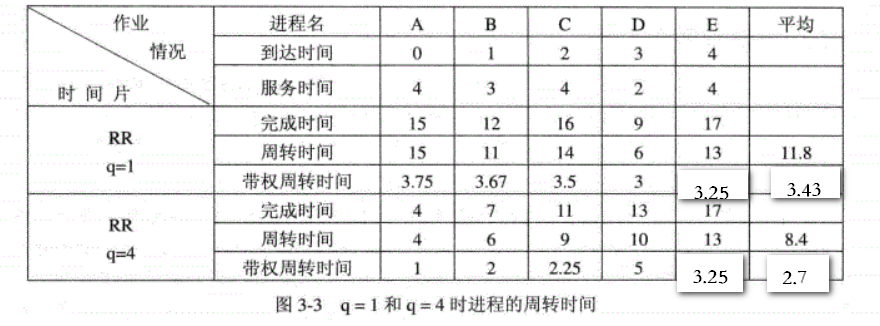 作业 进程名 A B C D E 平均
情况 到达时间 0 1 2 3 4
时 间 片 服务时间 4 3 4 2 4
RR q=1 完成时间 15 12 16 9 17
周转时间 15 11 14 6 13 11.8
带权周转时间 3.75 3.67 3.5 3 3.25 3.43
RR q=4 完成时间 4 7 11 13 17
周转时间 4 6 9 10 13 8.4
带权周转时间 1 2 2.25 5 3.25 2.7
图 3-3 q = 1 和 q = 4 时进程的周转时间